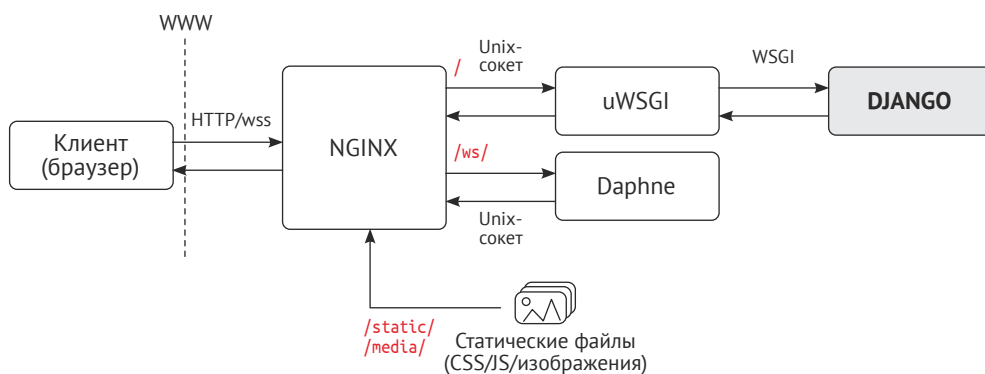 WWW
Клиент
(браузер)
HTTP/wss
NGINX
/
Unix-
сокет
uWSGI
WSGI
DJANGO
/ws/
Daphne
Unix-
сокет
/static/
/media/
Статические файлы
(CSS/JS/изображения)